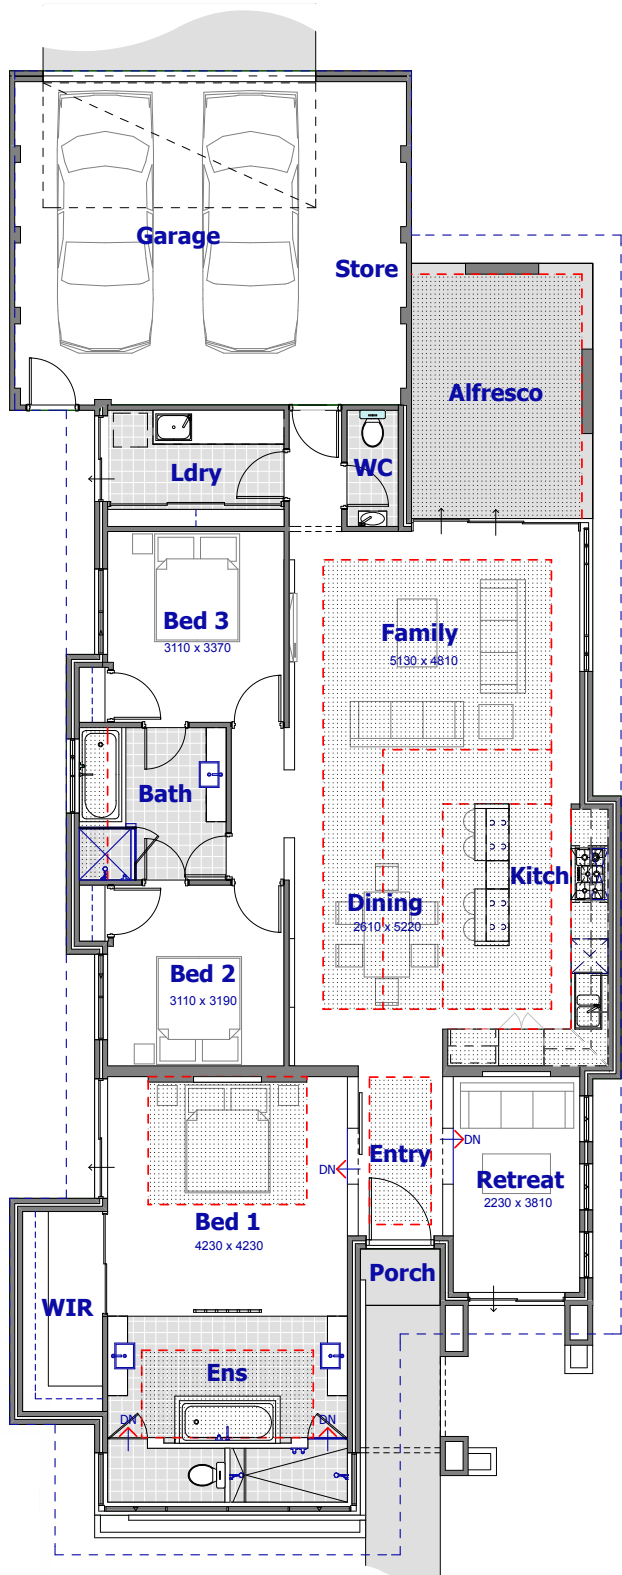 Garage
Store
Alfresco
Ldry
WC
Bed 3
3110 x 3370
Family
5130 x 4810
Bath
Kitch
Dining
2610 x 5220
Bed 2
3110 x 3190
Entry
DN
DN
Retreat
2230 x 3810
Bed 1
4230 x 4230
Porch
WIR
Ens
DN
DN